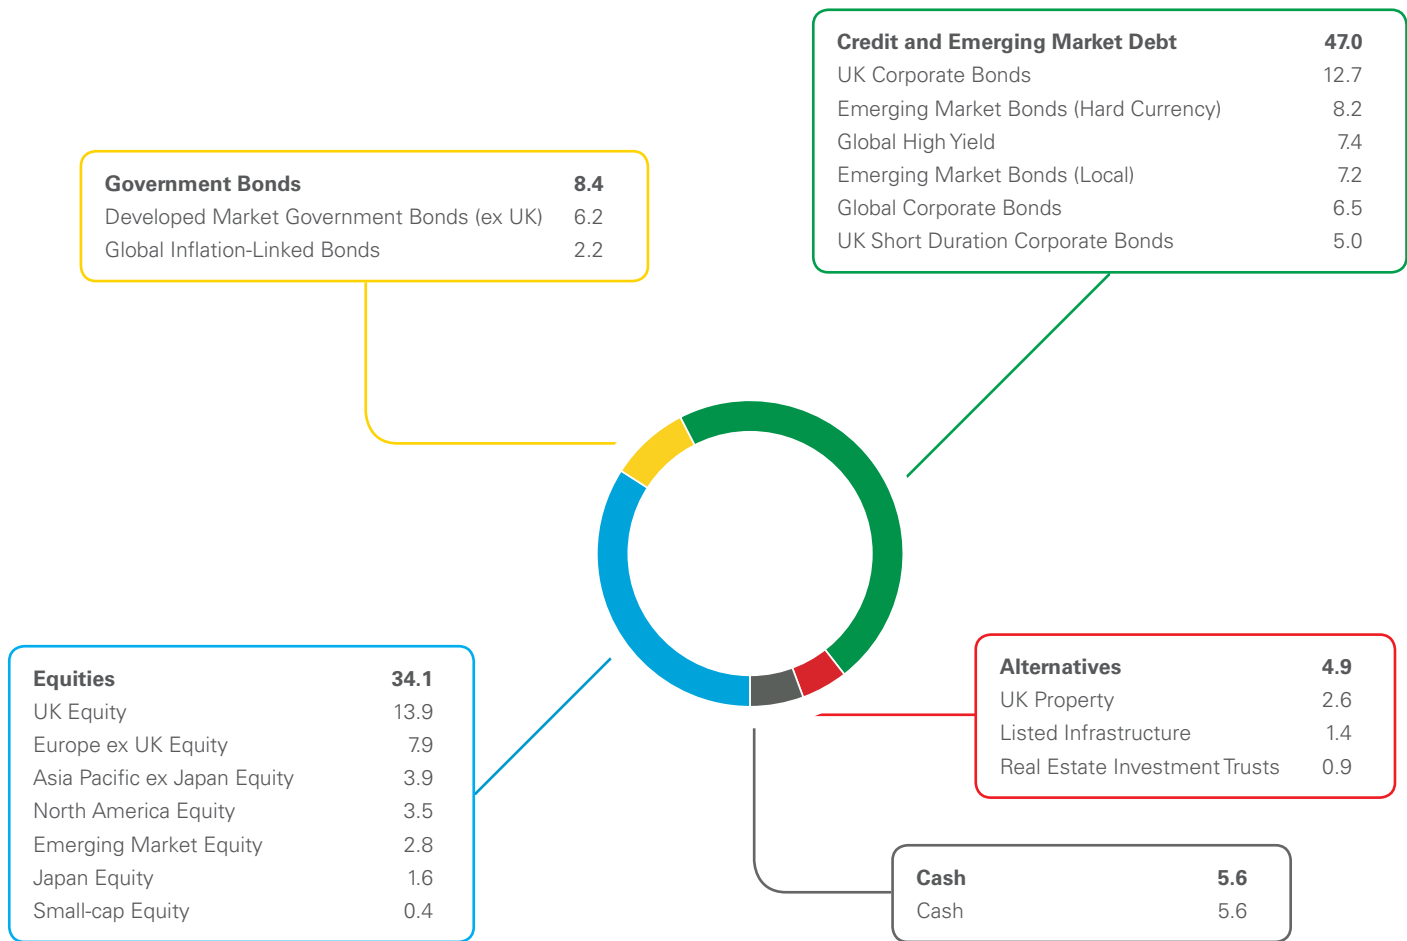 Credit and Emerging Market Debt 47.0
UK Corporate Bonds 12.7
Emerging Market Bonds (Hard Currency) 8.2
Global High Yield 7.4
Emerging Market Bonds (Local) 7.2
Global Corporate Bonds 6.5
UK Short Duration Corporate Bonds 5.0
Government Bonds 8.4
Developed Market Government Bonds (ex UK) 6.2
Global Inflation-Linked Bonds 2.2
Equities 34.1
UK Equity 13.9
Europe ex UK Equity 7.9
Asia Pacific ex Japan Equity 3.9
North America Equity 3.5
Emerging Market Equity 2.8
Japan Equity 1.6
Small-cap Equity 0.4
Alternatives 4.9
UK Property 2.6
Listed Infrastructure 1.4
Real Estate Investment Trusts 0.9
Cash 5.6
Cash 5.6